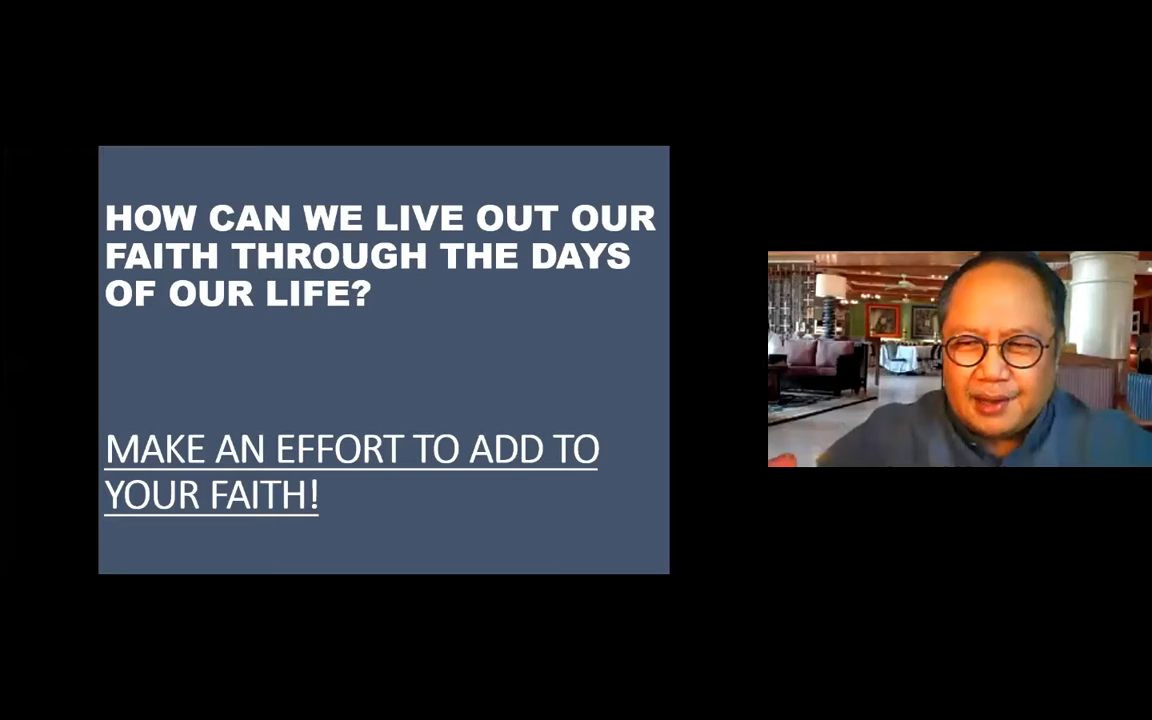 HOW CAN WE LIVE OUT OUR
FAITH THROUGH THE DAYS
OF OUR LIFE?
MAKE AN EFFORT TO ADD TO
YOUR FAITH!